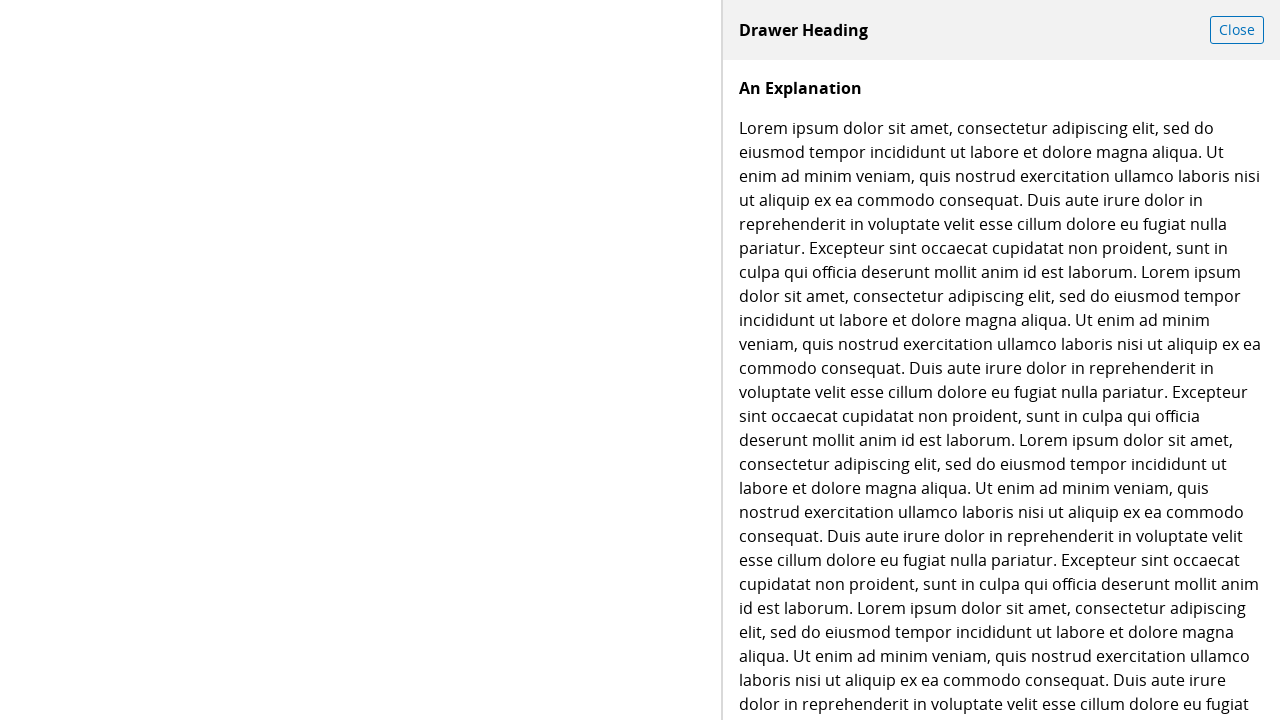 Drawer Heading
Close
An Explanation
Lorem ipsum dolor sit amet, consectetur adipiscing elit, sed do
eiusmod tempor incididunt ut labore et dolore magna aliqua. Ut
enim ad minim veniam, quis nostrud exercitation ullamco laboris nisi
ut aliquip ex ea commodo consequat. Duis aute irure dolor in
reprehenderit in voluptate velit esse cillum dolore eu fugiat nulla
pariatur. Excepteur sint occaecat cupidatat non proident, sunt in
culpa qui officia deserunt mollit anim id est laborum. Lorem ipsum
dolor sit amet, consectetur adipiscing elit, sed do eiusmod tempor
incididunt ut labore et dolore magna aliqua. Ut enim ad minim
veniam, quis nostrud exercitation ullamco laboris nisi ut aliquip ex ea
commodo consequat. Duis aute irure dolor in reprehenderit in
voluptate velit esse cillum dolore eu fugiat nulla pariatur. Excepteur
sint occaecat cupidatat non proident, sunt in culpa qui officia
deserunt mollit anim id est laborum. Lorem ipsum dolor sit amet,
consectetur adipiscing elit, sed do eiusmod tempor incididunt ut
labore et dolore magna aliqua. Ut enim ad minim veniam, quis
nostrud exercitation ullamco laboris nisi ut aliquip ex ea commodo
consequat. Duis aute irure dolor in reprehenderit in voluptate velit
esse cillum dolore eu fugiat nulla pariatur. Excepteur sint occaecat
cupidatat non proident, sunt in culpa qui officia deserunt mollit anim
id est laborum. Lorem ipsum dolor sit amet, consectetur adipiscing
elit, sed do eiusmod tempor incididunt ut labore et dolore magna
aliqua. Ut enim ad minim veniam, quis nostrud exercitation ullamco
laboris nisi ut aliquip ex ea commodo consequat. Duis aute irure
dolor in reprehenderit in voluptate velit esse cillum dolore eu fugiat